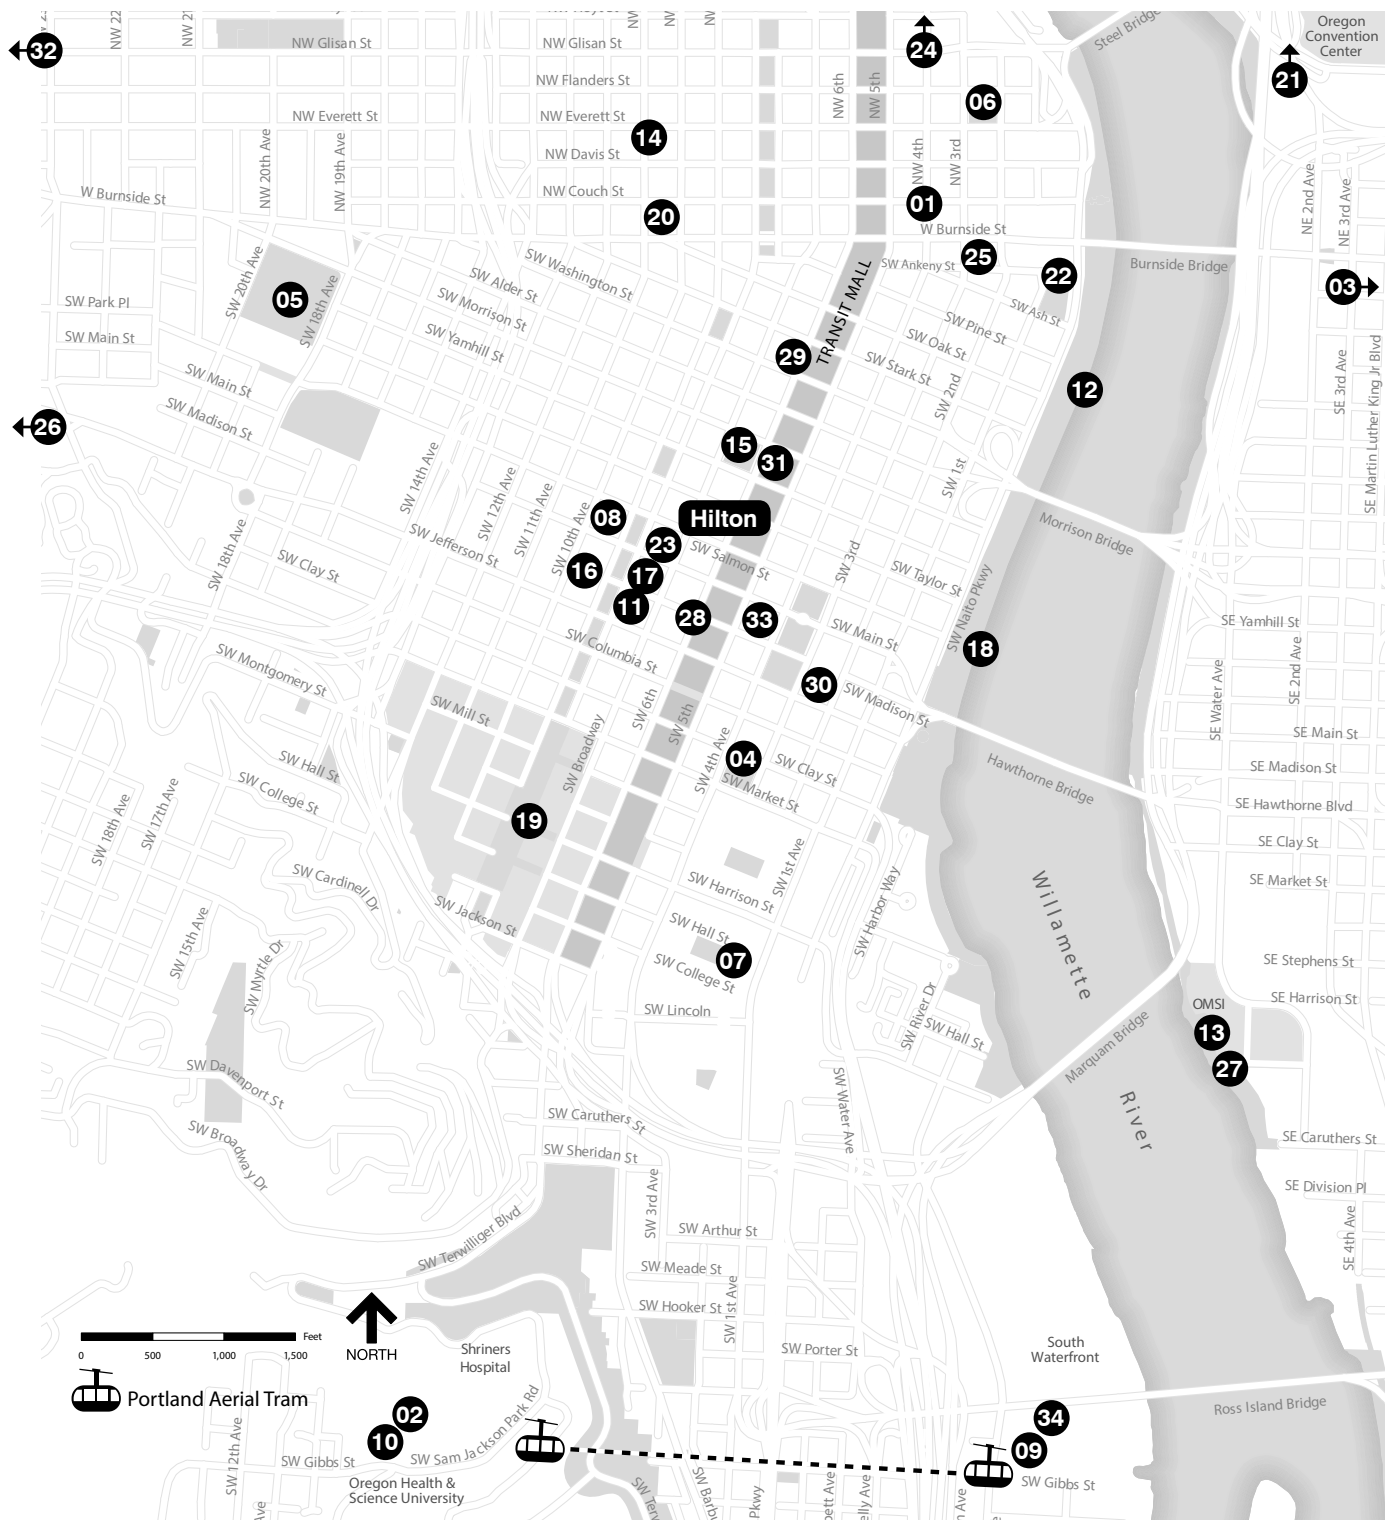 Oregon
Convention
Center
Steel Bridge
NW 22
NW 21
NW Glisan St
NW Glisan St
32
24
21
NW Flanders St
NW 6th
NW 5th
06
NW Everett St
NW Everett St
14
NW Davis St
NW 20th Ave
NW 19th Ave
NW 4th
NW 3rd
NW Couch St
W Burnside St
20
01
W Burnside St
NE 2nd Ave
NE 3rd Ave
SW Washington St
SW Ankeny St
25
22
Burnside Bridge
03
SW 20th Ave
SW Alder St
SW Park Pl
05
SW 18th Ave
SW Morrison St
TRANSIT MALL
SW Ash St
SW Pine St
SW Main St
SW Yamhill St
SW Oak St
29
SW Stark St
SW Main St
SW 2nd
12
SE 3rd Ave
SE Martin Luther King Jr Blvd
SW Madison St
26
15
31
SW 14th Ave
SW 12th Ave
SW 11th Ave
SW 10th Ave
SW 1st
08
Hilton
Morrison Bridge
SW 18th Ave
SW Jefferson St
23
SW Salmon St
SW 3rd
SW Clay St
16
17
SW Taylor St
SW Naito Pkwy
11
28
33
SW Main St
SE Yamhill St
SW Columbia St
18
SW Montgomery St
SE Water Ave
SE 2nd Ave
30
SW Madison St
SW Mill St
SW 6th
SW 5th
SE Main St
SW Broadway
SW 4th Ave
04
SW Clay St
Hawthorne Bridge
SE Madison St
SW Hall St
SW College St
SW Market St
SE Hawthorne Blvd
SW 18th Ave
SW 17th Ave
19
SE Clay St
SW 1st Ave
SW Cardinell Dr
SW Harrison St
SE Market St
SW Harbor Way
Willamette
SW Jackson St
SW Hall St
SW 15th Ave
SW Myrtle Dr
07
SW College St
SE Stephens St
SW Lincoln
SW River Dr
SW Hall St
OMSI
SE Harrison St
13
Marquam Bridge
27
SW Davenport St
SW Water Ave
River
SW Broadway Dr
SW Caruthers St
SE Caruthers St
SW Sheridan St
SE Division Pl
SW 3rd Ave
SW Terwilliger Blvd
SW Arthur St
SE 4th Ave
SW Meade St
SW 1st Ave
SW Hooker St
Feet
0
500
1,000
1,500
NORTH
Shriners
Hospital
SW Porter St
South
Waterfront
Portland Aerial Tram
02
10
SW Sam Jackson Park Rd
34
Ross Island Bridge
09
SW 12th Ave
SW Gibbs St
SW Gibbs St
Oregon Health &
Science University
Pkwy
Ave